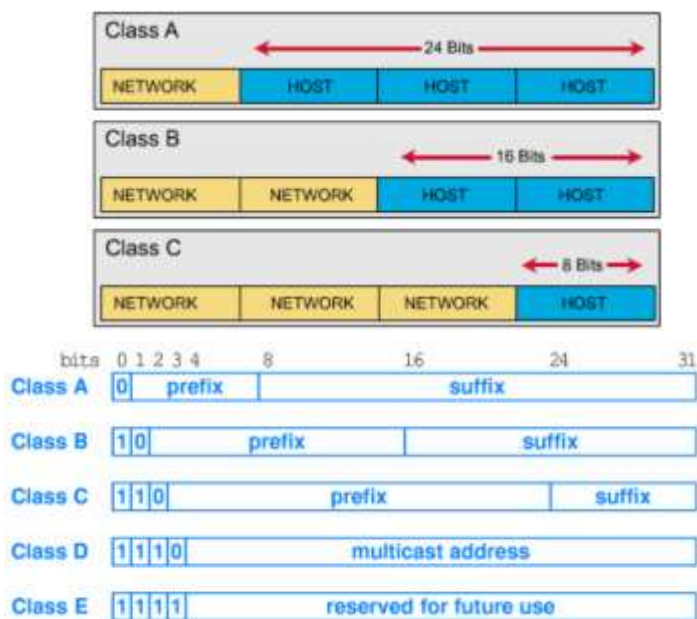 Class A
24 Bits
NETWORK HOST HOST HOST
Class B
16 Bits
NETWORK NETWORK HOST HOST
Class C
8 Bits
NETWORK NETWORK NETWORK HOST
bits 0 1 2 3 4 8 16 24 31
Class A 0 prefix suffix
Class B 1 0 prefix suffix
Class C 1 1 0 prefix suffix
Class D 1 1 1 0 multicast address
Class E 1 1 1 1 reserved for future use